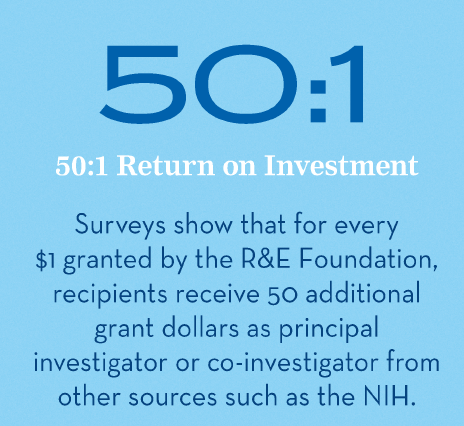 50:1
50:1 Return on Investment
Surveys show that for every
$1 granted by the R&E Foundation,
recipients receive 50 additional
grant dollars as principal
investigator or co-investigator from
other sources such as the NIH.